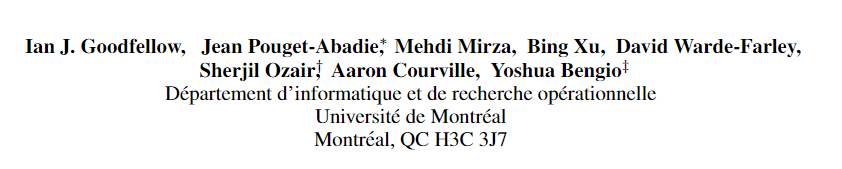 Ian J. Goodfellow, Jean Pouget-Abadie,* Mehdi Mirza, Bing Xu, David Warde-Farley,
Sherjil Ozair,† Aaron Courville, Yoshua Bengio‡
Département d'informatique et de recherche opérationnelle
Université de Montréal
Montréal, QC H3C 3J7